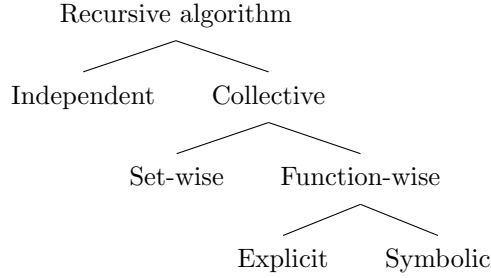 Recursive algorithm
Independent Collective
Set-wise Function-wise
Explicit Symbolic